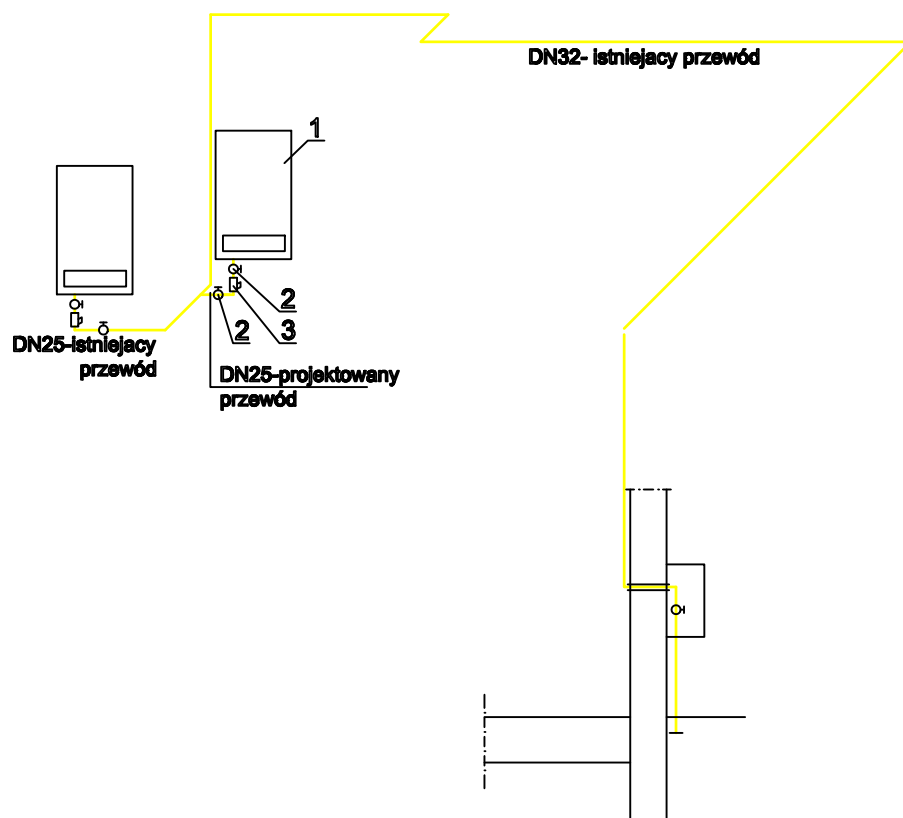 DN32- istniejacy przewód
1
2
2
3
DN25-istniejacy
przewód
DN25-projektowany
przewód